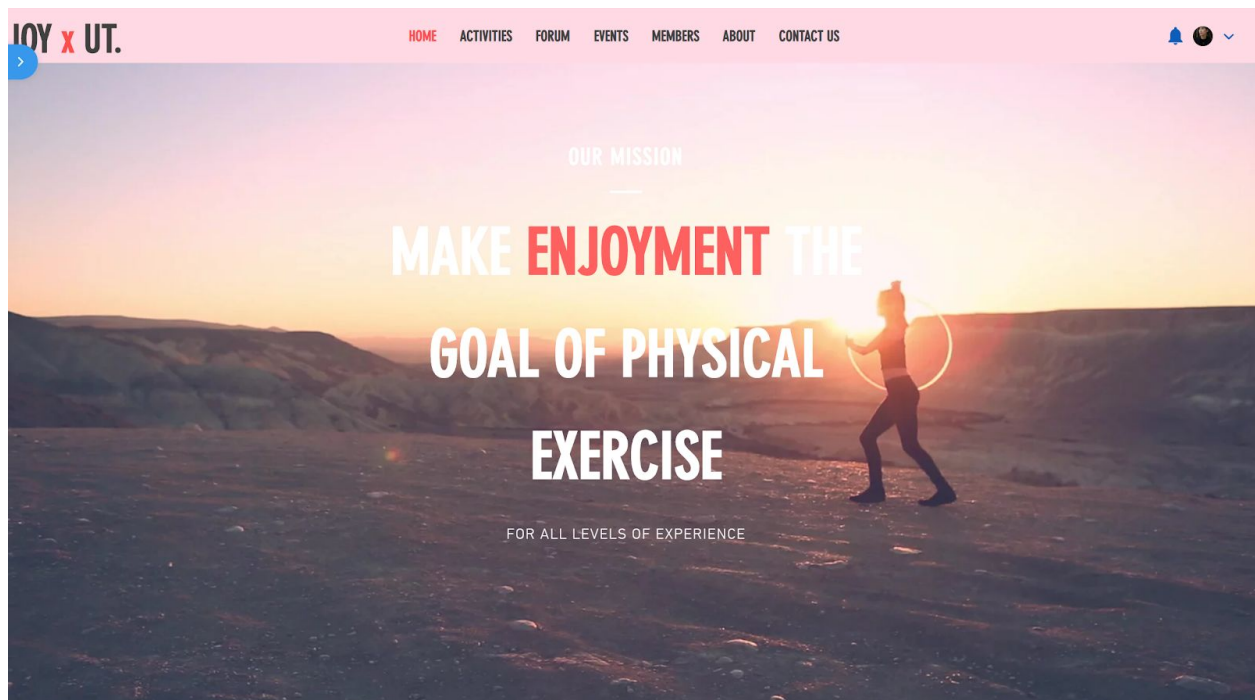 JOY x UT.
HOME ACTIVITIES FORUM EVENTS MEMBERS ABOUT CONTACT US
OUR MISSION
MAKE ENJOYMENT THE
GOAL OF PHYSICAL
EXERCISE
FOR ALL LEVELS OF EXPERIENCE